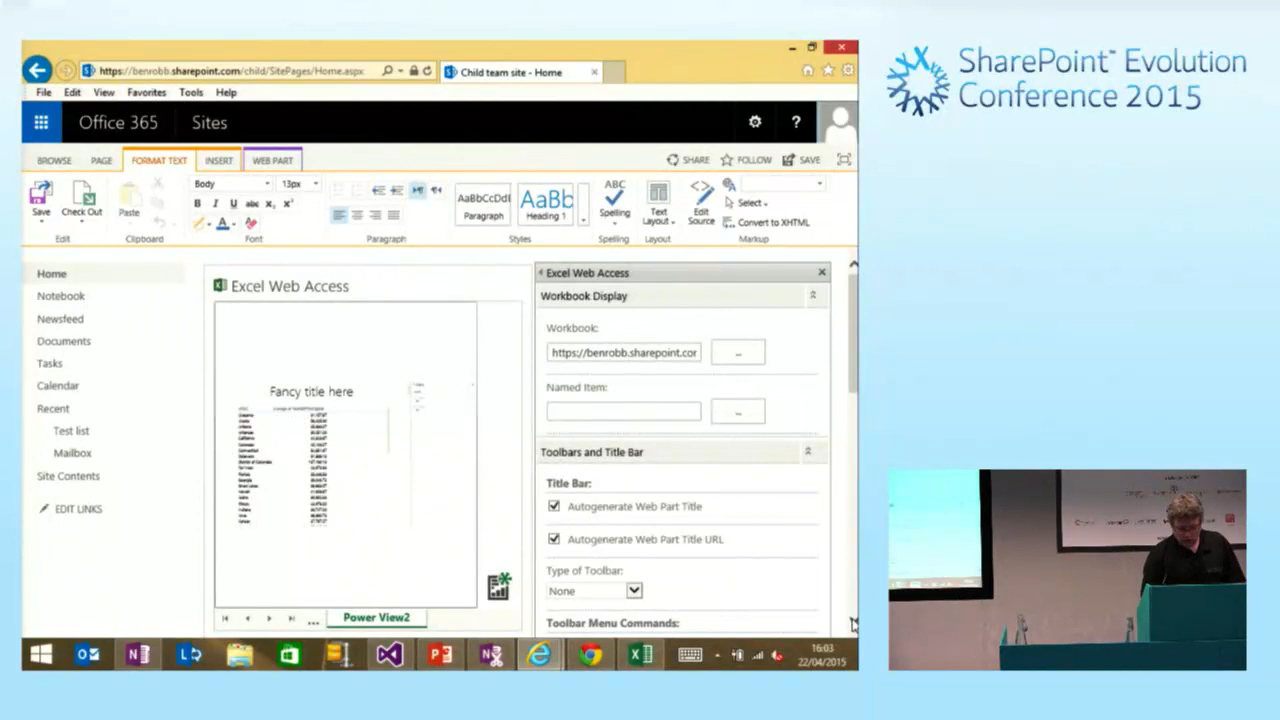 SharePoint™ Evolution
Conference 2015
https://benrobb.sharepoint.com/child/SitePages/Home.aspx
Child team site - Home
File Edit View Favorites Tools Help
Office 365 Sites
BROWSE PAGE FORMAT TEXT INSERT WEB PART SHARE FOLLOW SAVE
Body 13px
Save Check Out Paste
B I U abc x₂ x²
AaBbCcDdE Paragraph
AaBb Heading 1
ABC Spelling
Text Layout
Edit Source
Select
Convert to XHTML
Edit Clipboard Font Paragraph Styles Spelling Layout Markup
Home
Notebook
Newsfeed
Documents
Tasks
Calendar
Recent
Test list
Mailbox
Site Contents
EDIT LINKS
Excel Web Access
Fancy title here
Power View2
Excel Web Access
Workbook Display
Workbook:
https://benrobb.sharepoint.cor
...
Named Item:
...
Toolbars and Title Bar
Title Bar:
Autogenerate Web Part Title
Autogenerate Web Part Title URL
Type of Toolbar:
None
Toolbar Menu Commands:
16:03
22/04/2015